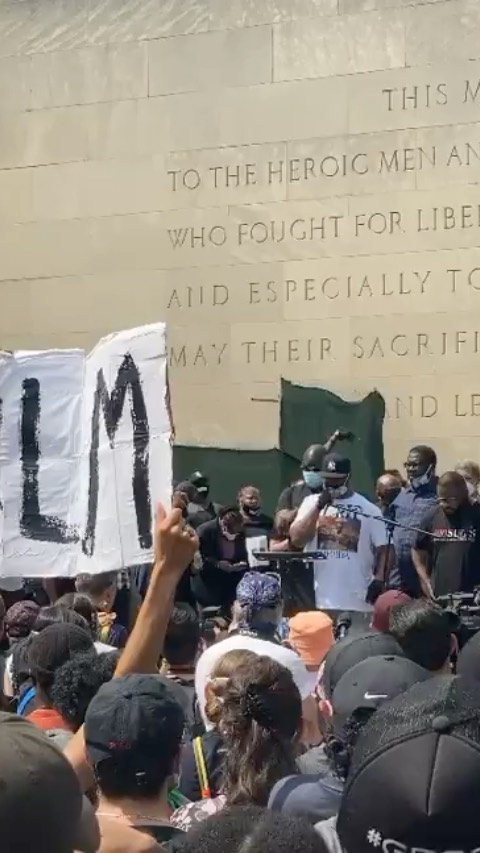 THIS M
TO THE HEROIC MEN AN
WHO FOUGHT FOR LIBE
AND ESPECIALLY TO
MAY THEIR SACRIFI
AND LE
LM